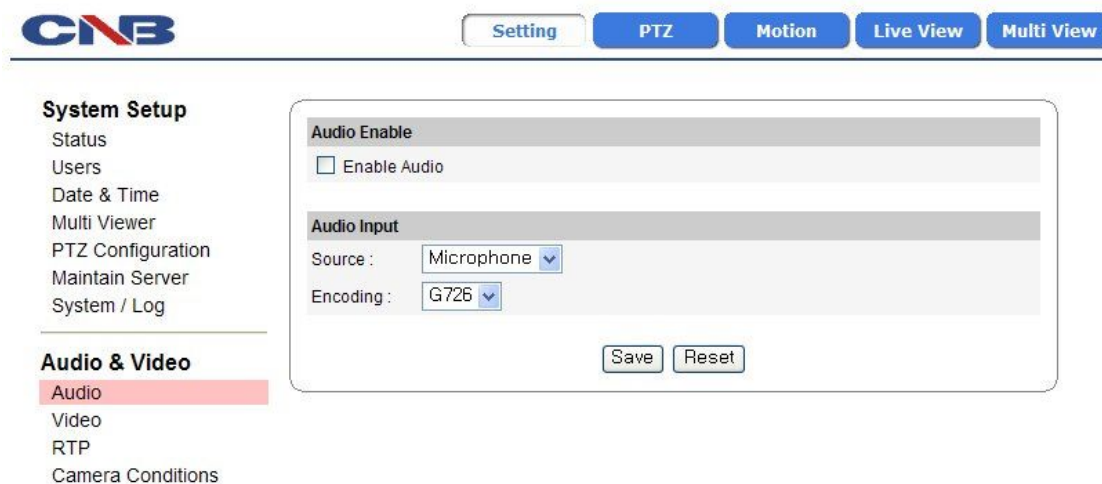 CNB
Setting
PTZ
Motion
Live View
Multi View
System Setup
Status
Users
Date & Time
Multi Viewer
PTZ Configuration
Maintain Server
System / Log
Audio & Video
Audio
Video
RTP
Camera Conditions
Audio Enable
Enable Audio
Audio Input
Source : Microphone
Encoding : G726
Save Reset